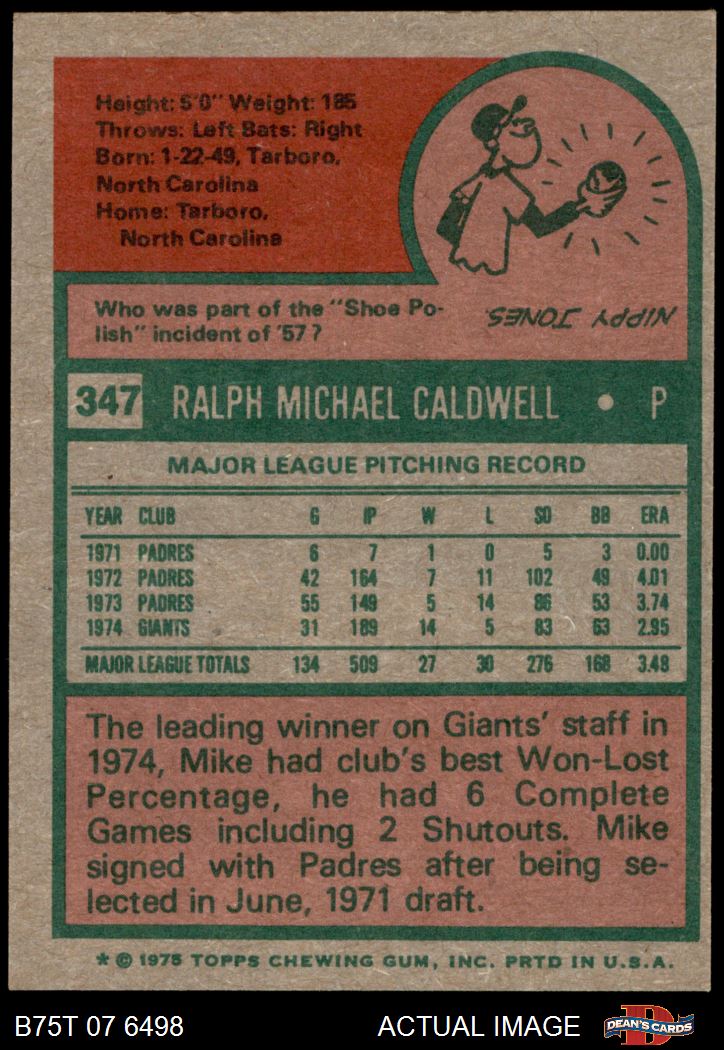 Height: 5'0" Weight: 185
Throws: Left Bats: Right
Born: 1-22-49, Tarboro,
North Carolina
Home: Tarboro,
North Carolina
Who was part of the "Shoe Po-
lish" incident of '57?
NIPPY JONES.
347 RALPH MICHAEL CALDWELL • P
MAJOR LEAGUE PITCHING RECORD
YEAR CLUB G IP W L SO BB ERA
1971 PADRES 6 7 1 0 5 3 0.00
1972 PADRES 42 164 7 11 102 49 4.01
1973 PADRES 55 149 5 14 86 53 3.74
1974 GIANTS 31 189 14 5 83 63 2.95
MAJOR LEAGUE TOTALS 134 509 27 30 276 168 3.48
The leading winner on Giants' staff in
1974, Mike had club's best Won-Lost
Percentage, he had 6 Complete
Games including 2 Shutouts. Mike
signed with Padres after being se-
lected in June, 1971 draft.
* © 1975 TOPPS CHEWING GUM, INC. PRTD IN U.S.A.
B75T 07 6498 ACTUAL IMAGE D DEAN'S CARDS